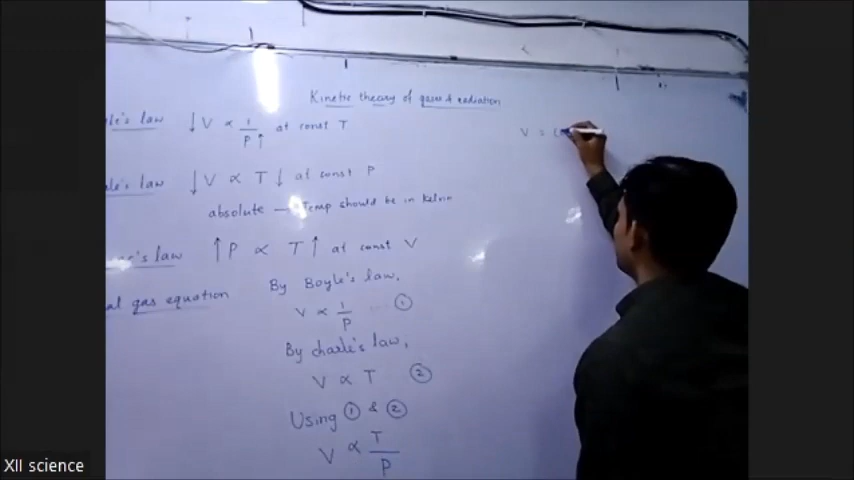 Kinetic theory of gases & radiation
le's law ↓ V ∝ 1/P ↑ at const T
V = 
le's law ↓ V ∝ T ↓ at const P
absolute — Temp should be in Kelvin
's law ↑ P ∝ T ↑ at const V
al gas equation
By Boyle's law,
V ∝ 1/P ①
By charle's law,
V ∝ T ②
Using ① & ②
V ∝ T/P
XII science